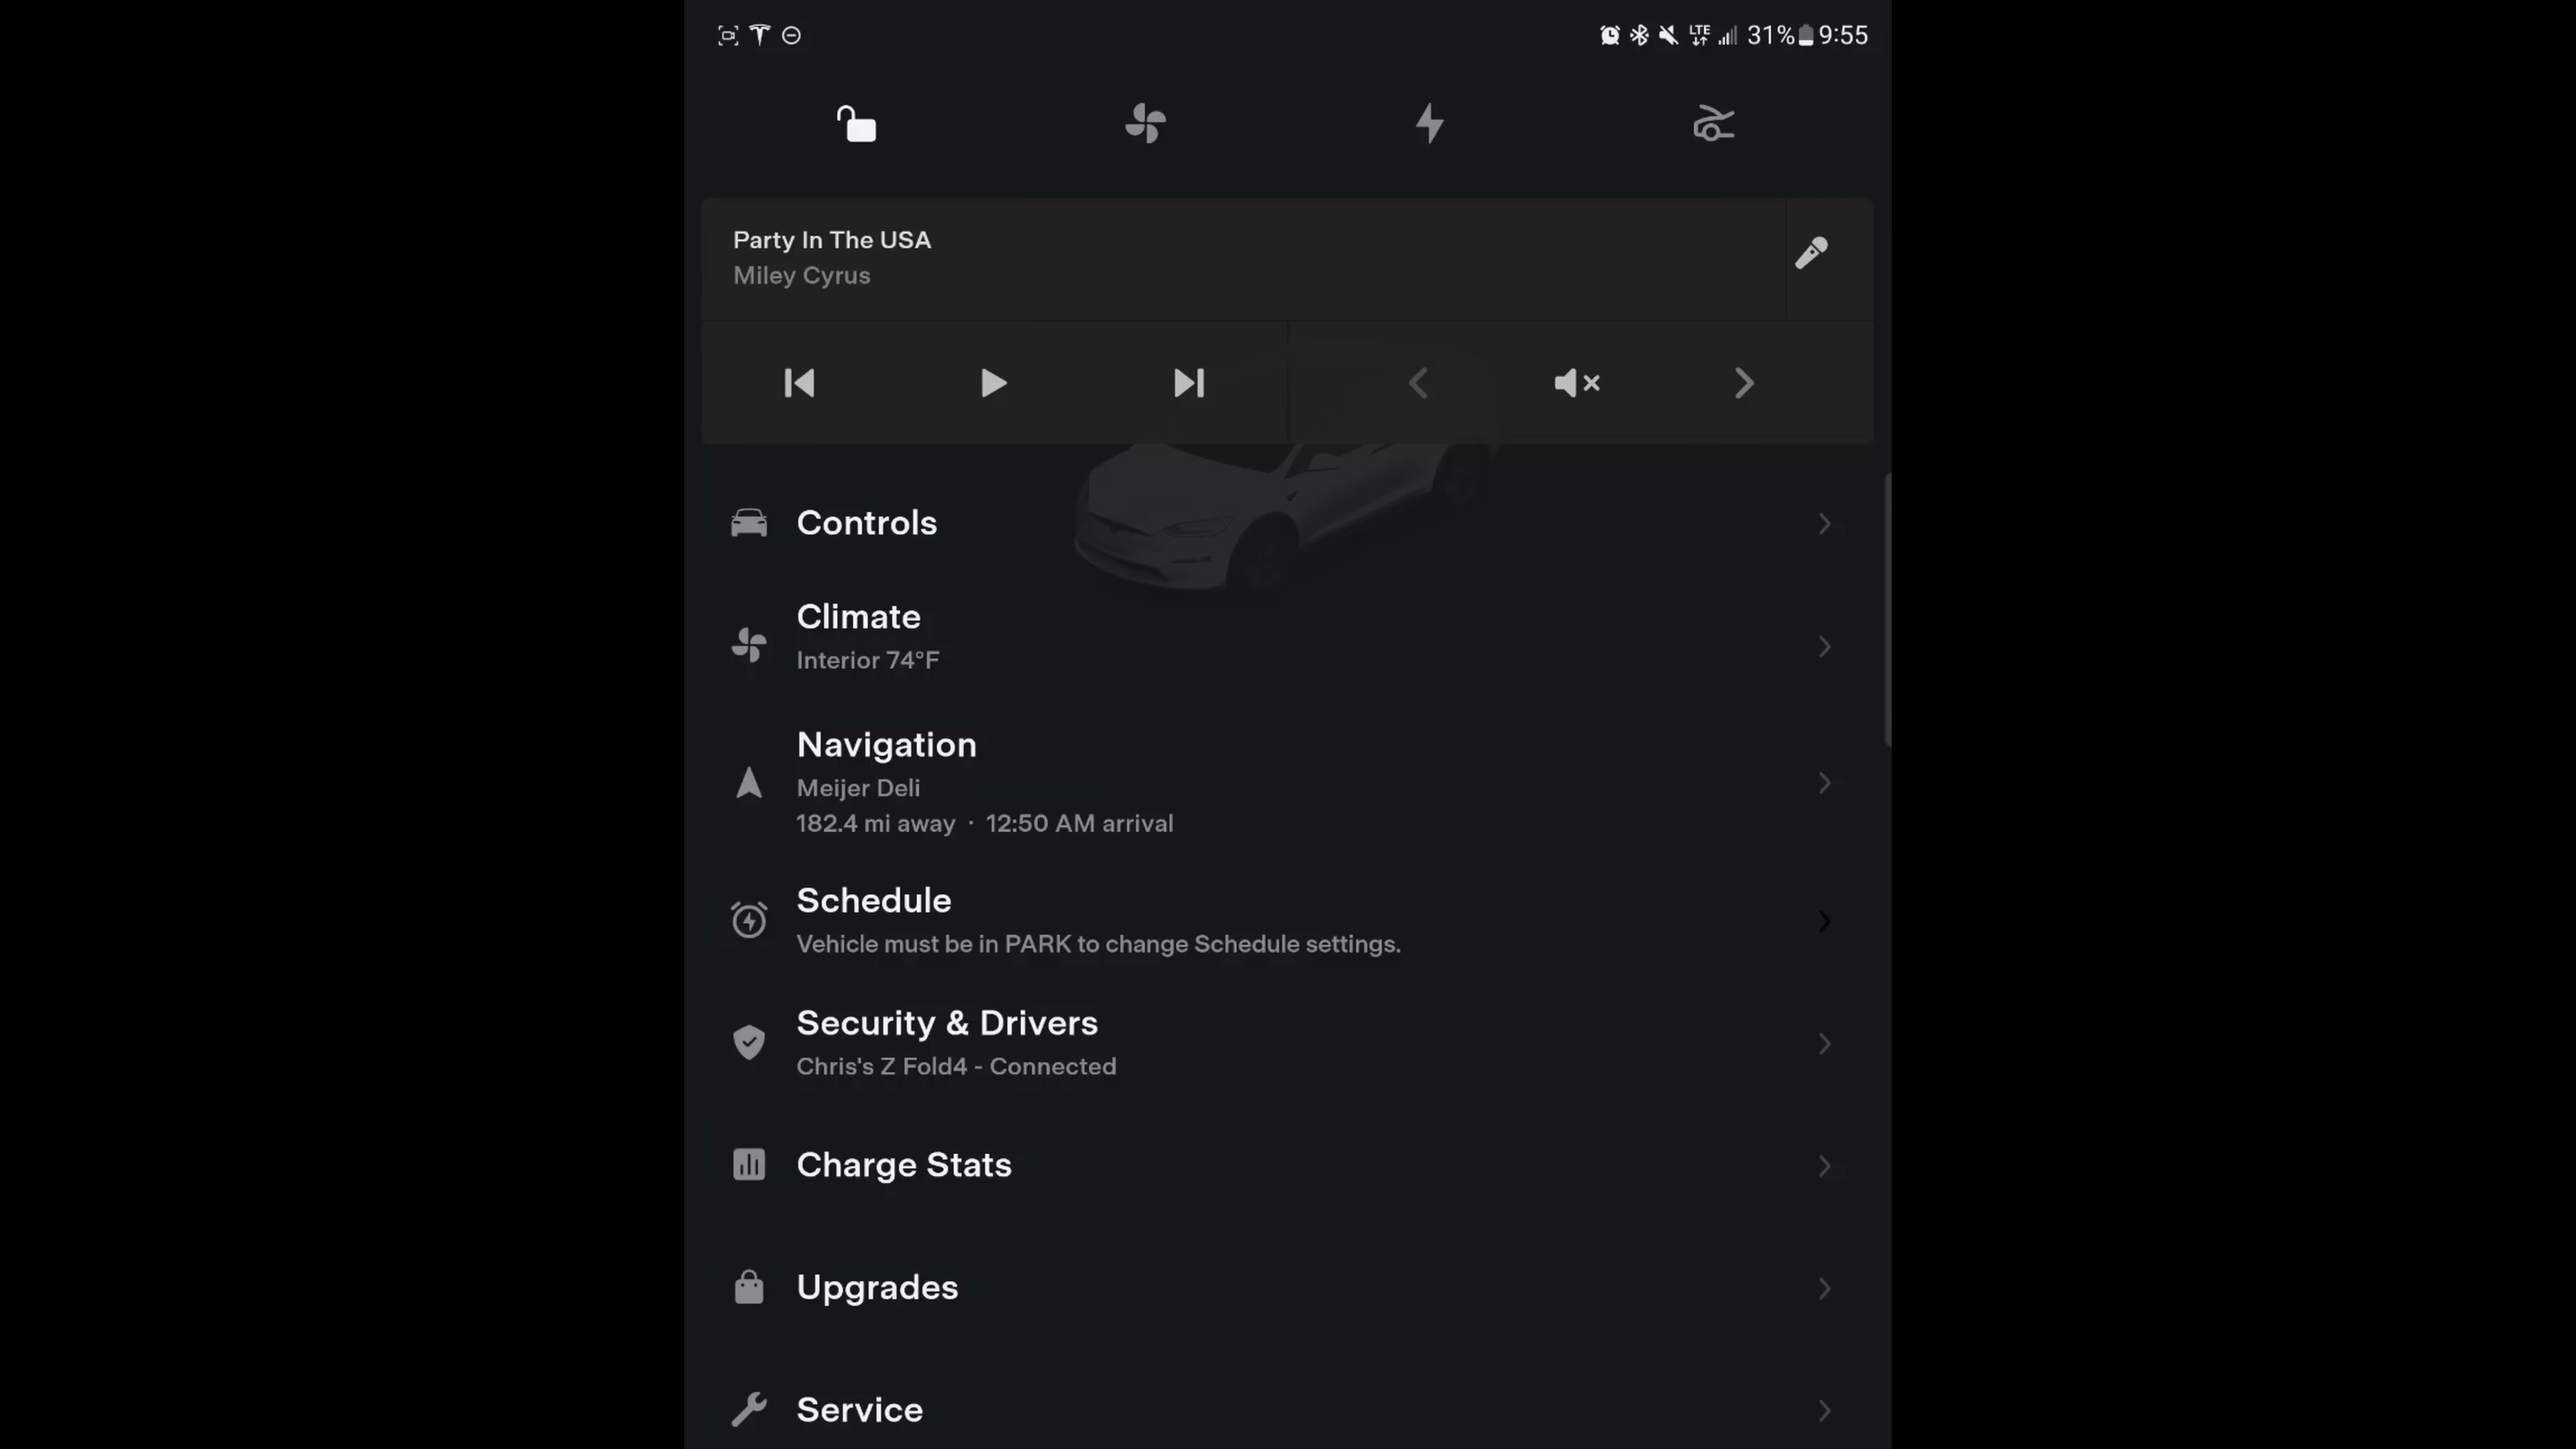 LTE 31% 9:55
Party In The USA
Miley Cyrus
Controls
Climate
Interior 74°F
Navigation
Meijer Deli
182.4 mi away · 12:50 AM arrival
Schedule
Vehicle must be in PARK to change Schedule settings.
Security & Drivers
Chris's Z Fold4 - Connected
Charge Stats
Upgrades
Service